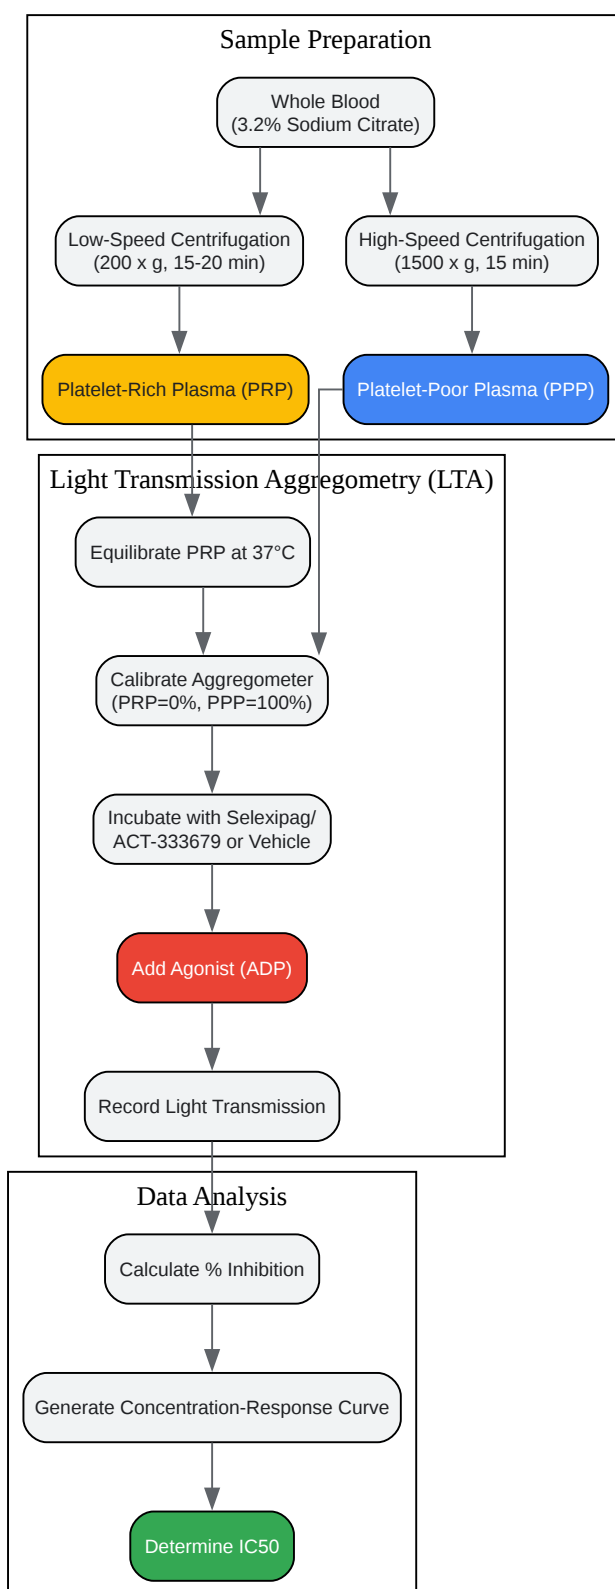 Sample Preparation
Whole Blood
(3.2% Sodium Citrate)
Low-Speed Centrifugation
(200 x g, 15-20 min)
High-Speed Centrifugation
(1500 x g, 15 min)
Platelet-Rich Plasma (PRP)
Platelet-Poor Plasma (PPP)
Light Transmission Aggregometry (LTA)
Equilibrate PRP at 37°C
Calibrate Aggregometer
(PRP=0%, PPP=100%)
Incubate with Selexipag/
ACT-333679 or Vehicle
Add Agonist (ADP)
Record Light Transmission
Data Analysis
Calculate % Inhibition
Generate Concentration-Response Curve
Determine IC50